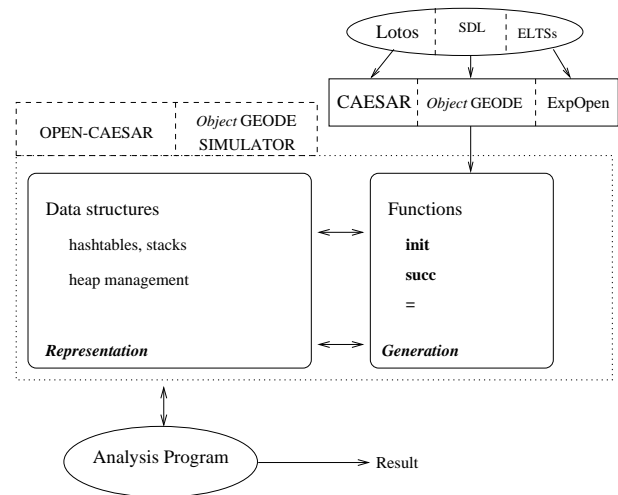 Lotos SDL ELTSs
CAESAR Object GEODE ExpOpen
OPEN-CAESAR
Object GEODE
SIMULATOR
Data structures
hashtables, stacks
heap management
Representation
Functions
init
succ
=
Generation
Analysis Program
Result